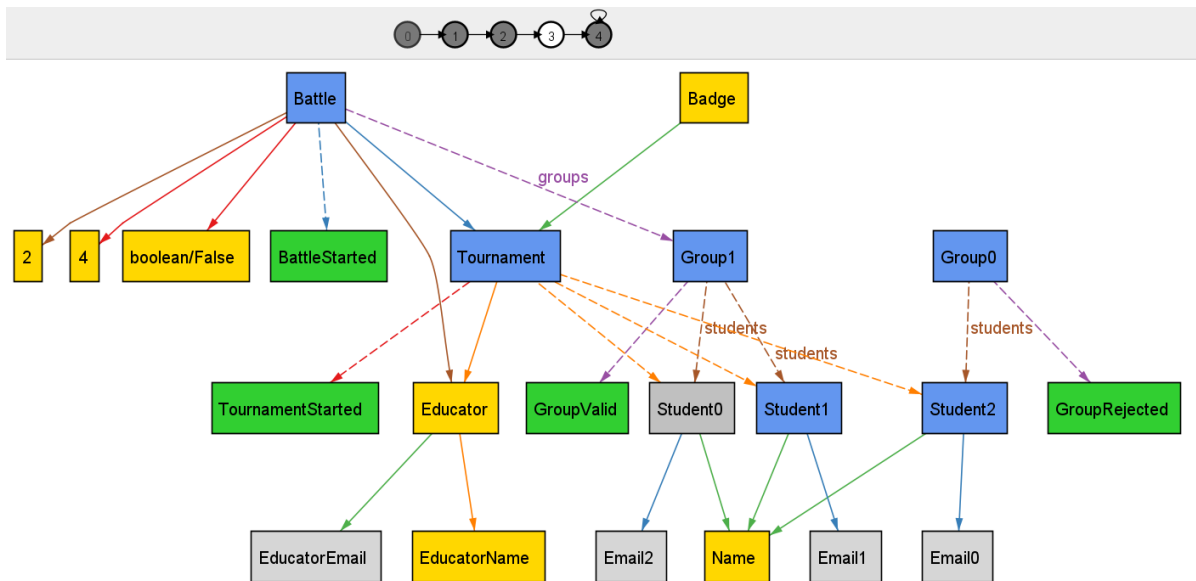 0 1 2 3 4
Battle Badge
groups
2 4 boolean/False BattleStarted Tournament Group1 Group0
students students
students
TournamentStarted Educator GroupValid Student0 Student1 Student2 GroupRejected
EducatorEmail EducatorName Email2 Name Email1 Email0